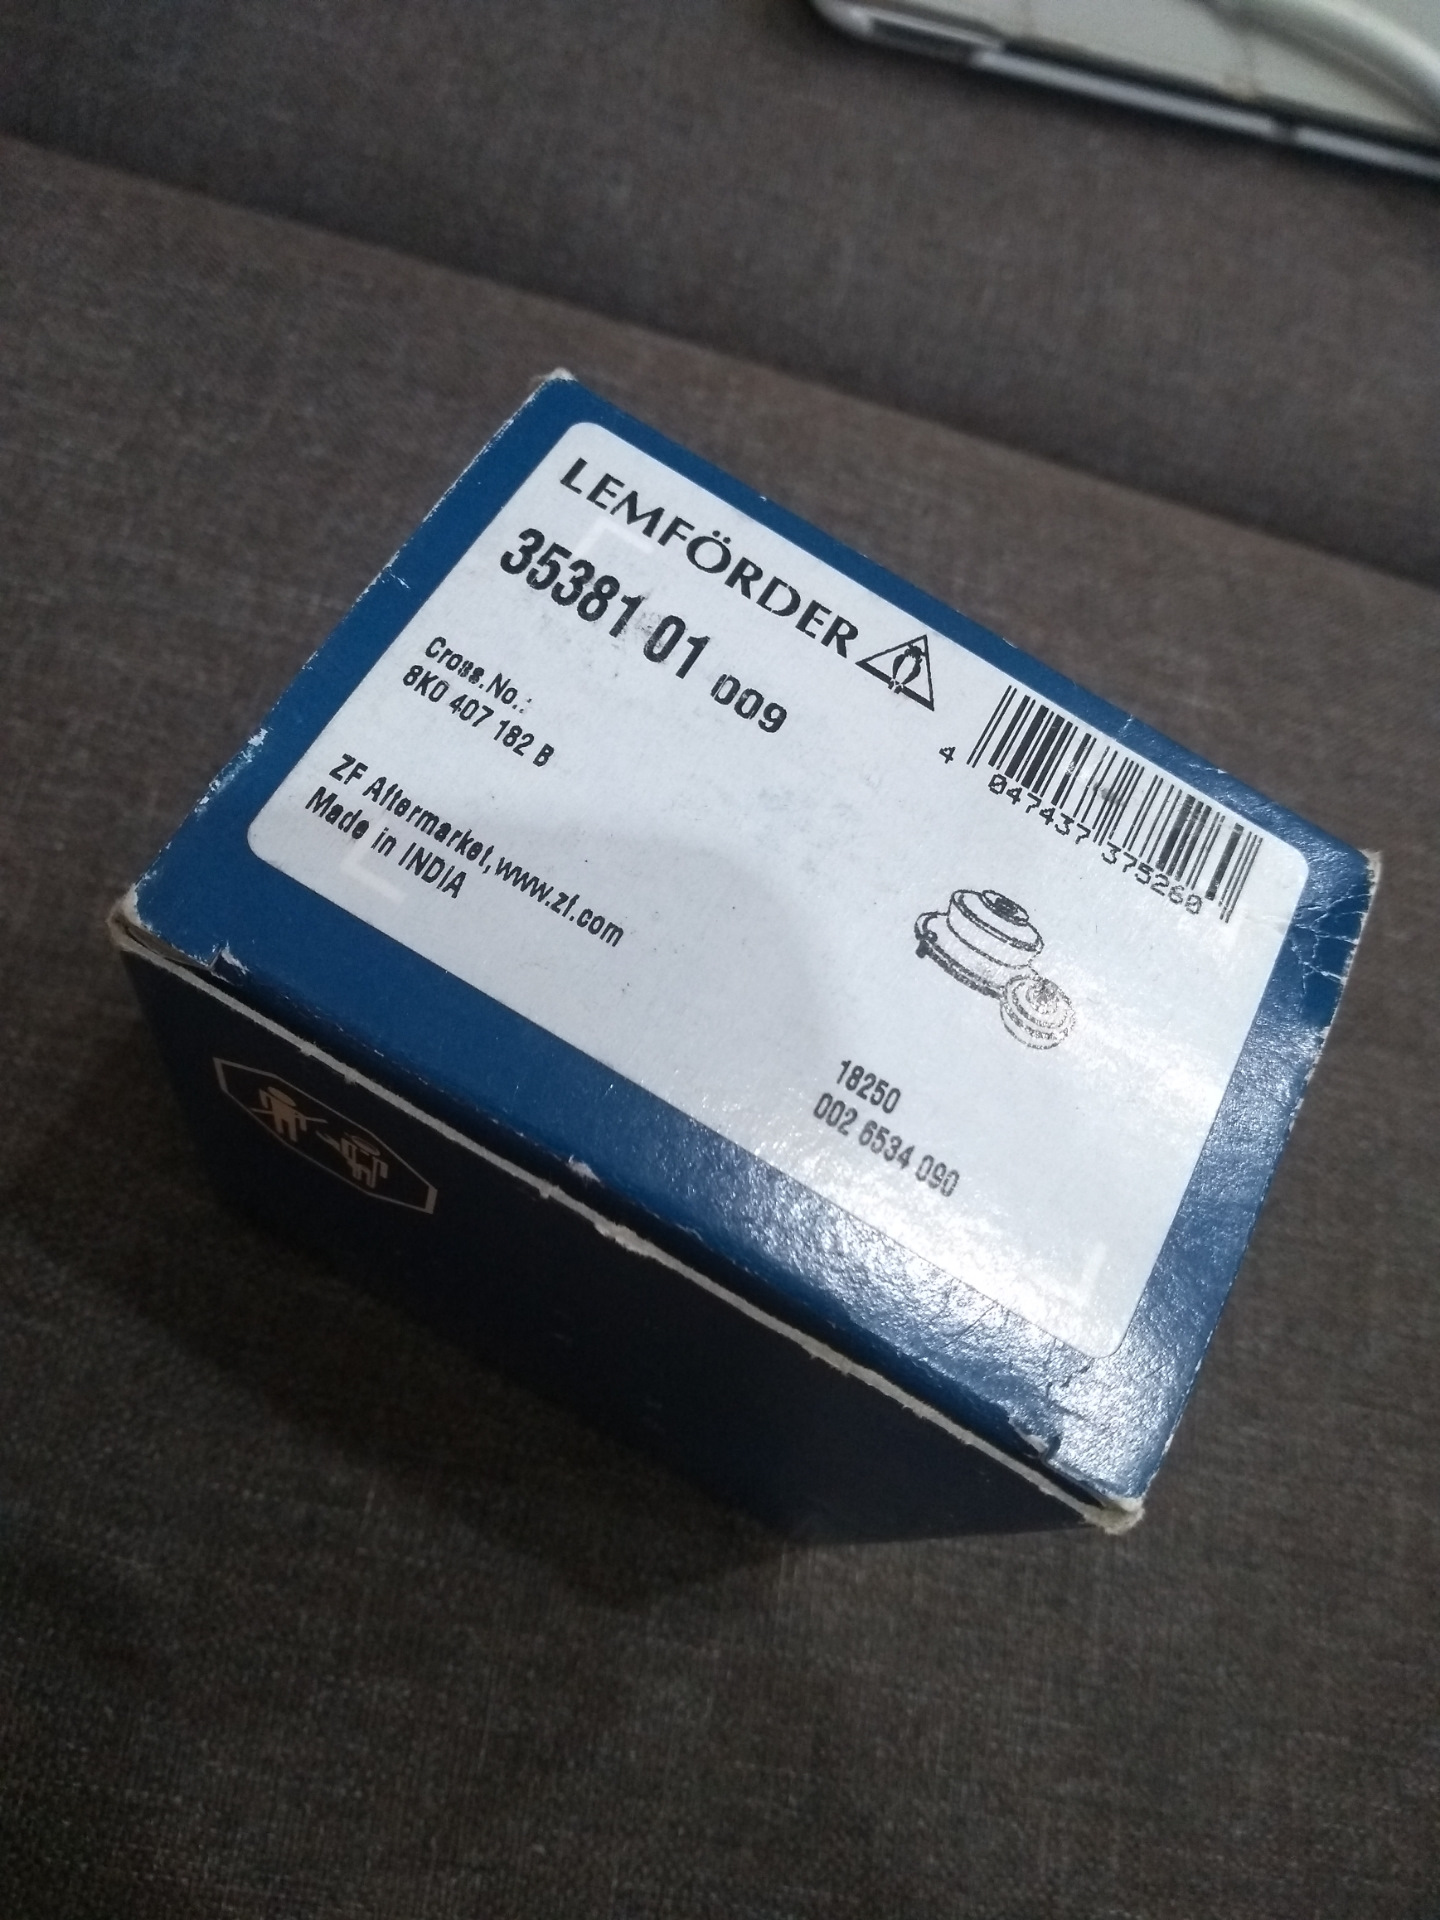 LEMFÖRDER
35381 01 009
Cross.No.:
8K0 407 182 B
ZF Aftermarket,www.zf.com
Made in INDIA
4 047437 375260
18250
002 6534 090